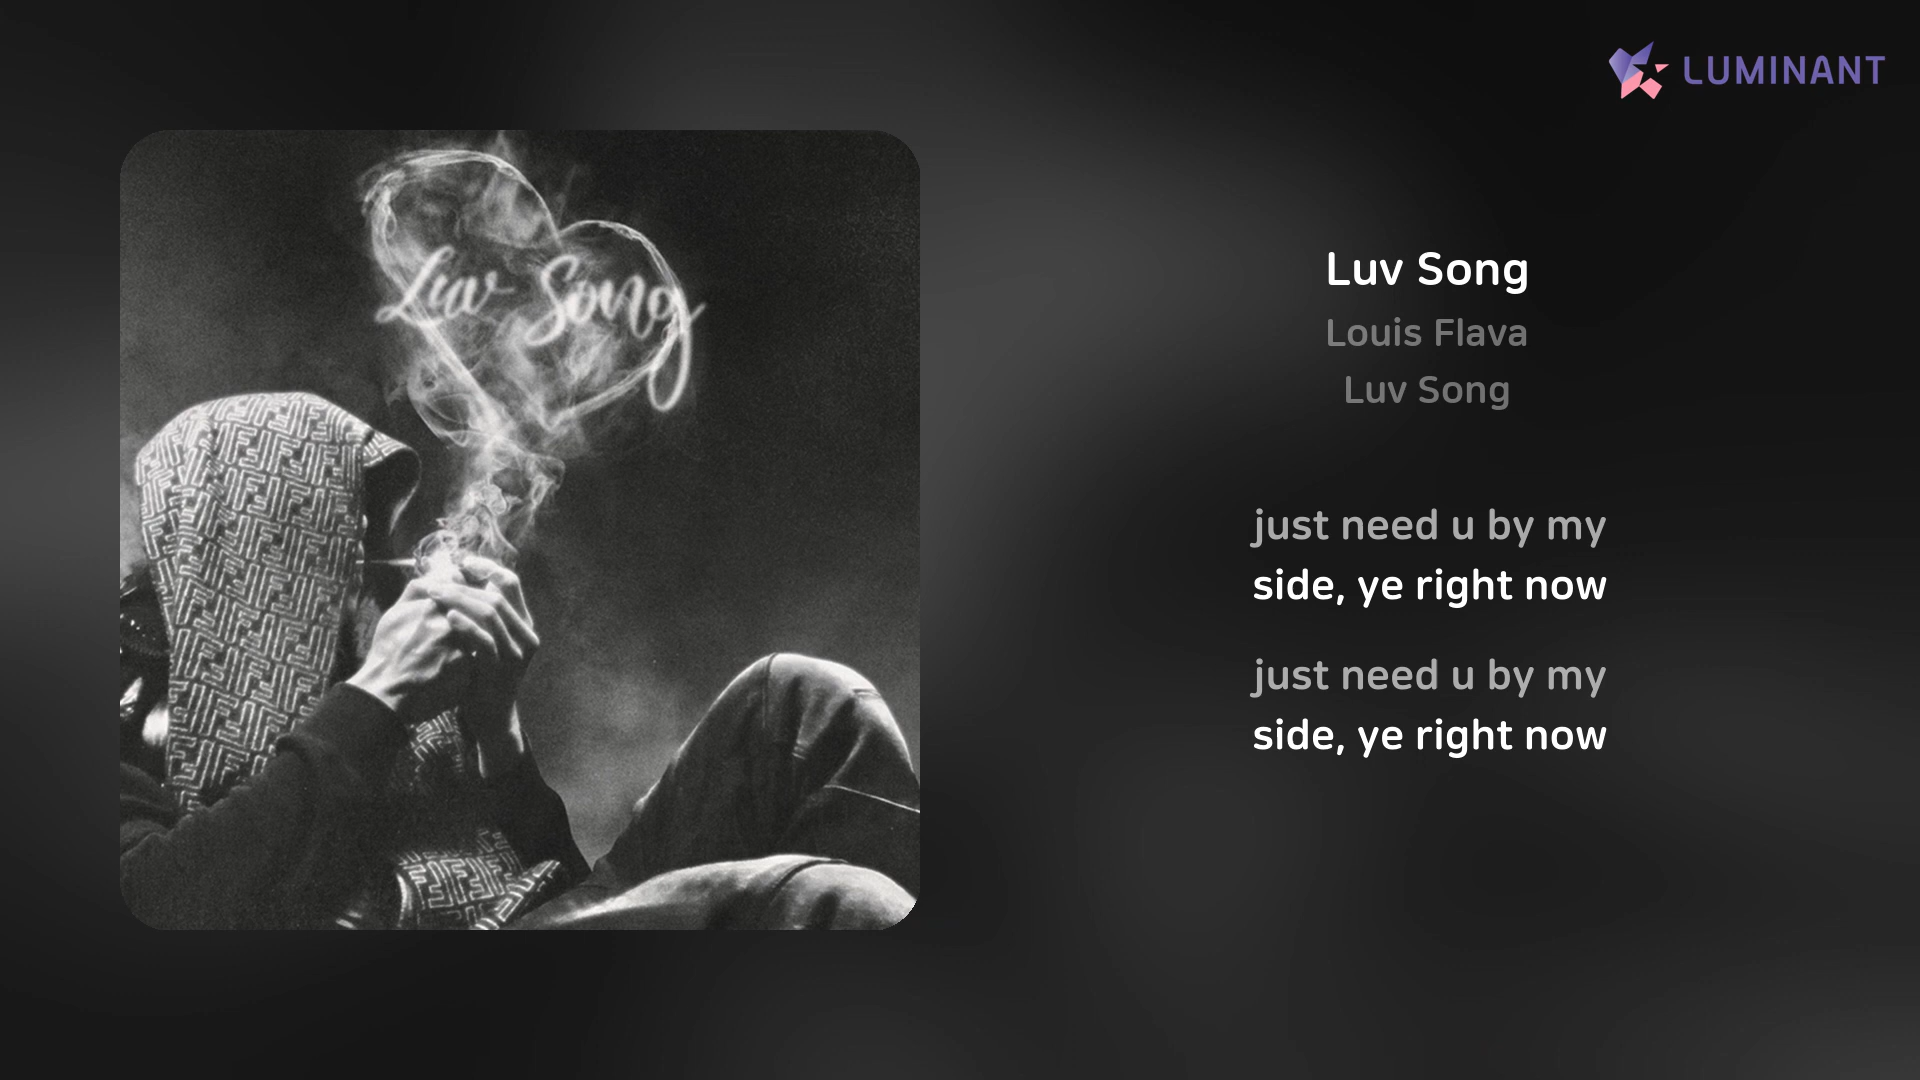 LUMINANT
Luv Song
Luv Song
Louis Flava
Luv Song
just need u by my
side, ye right now
just need u by my
side, ye right now